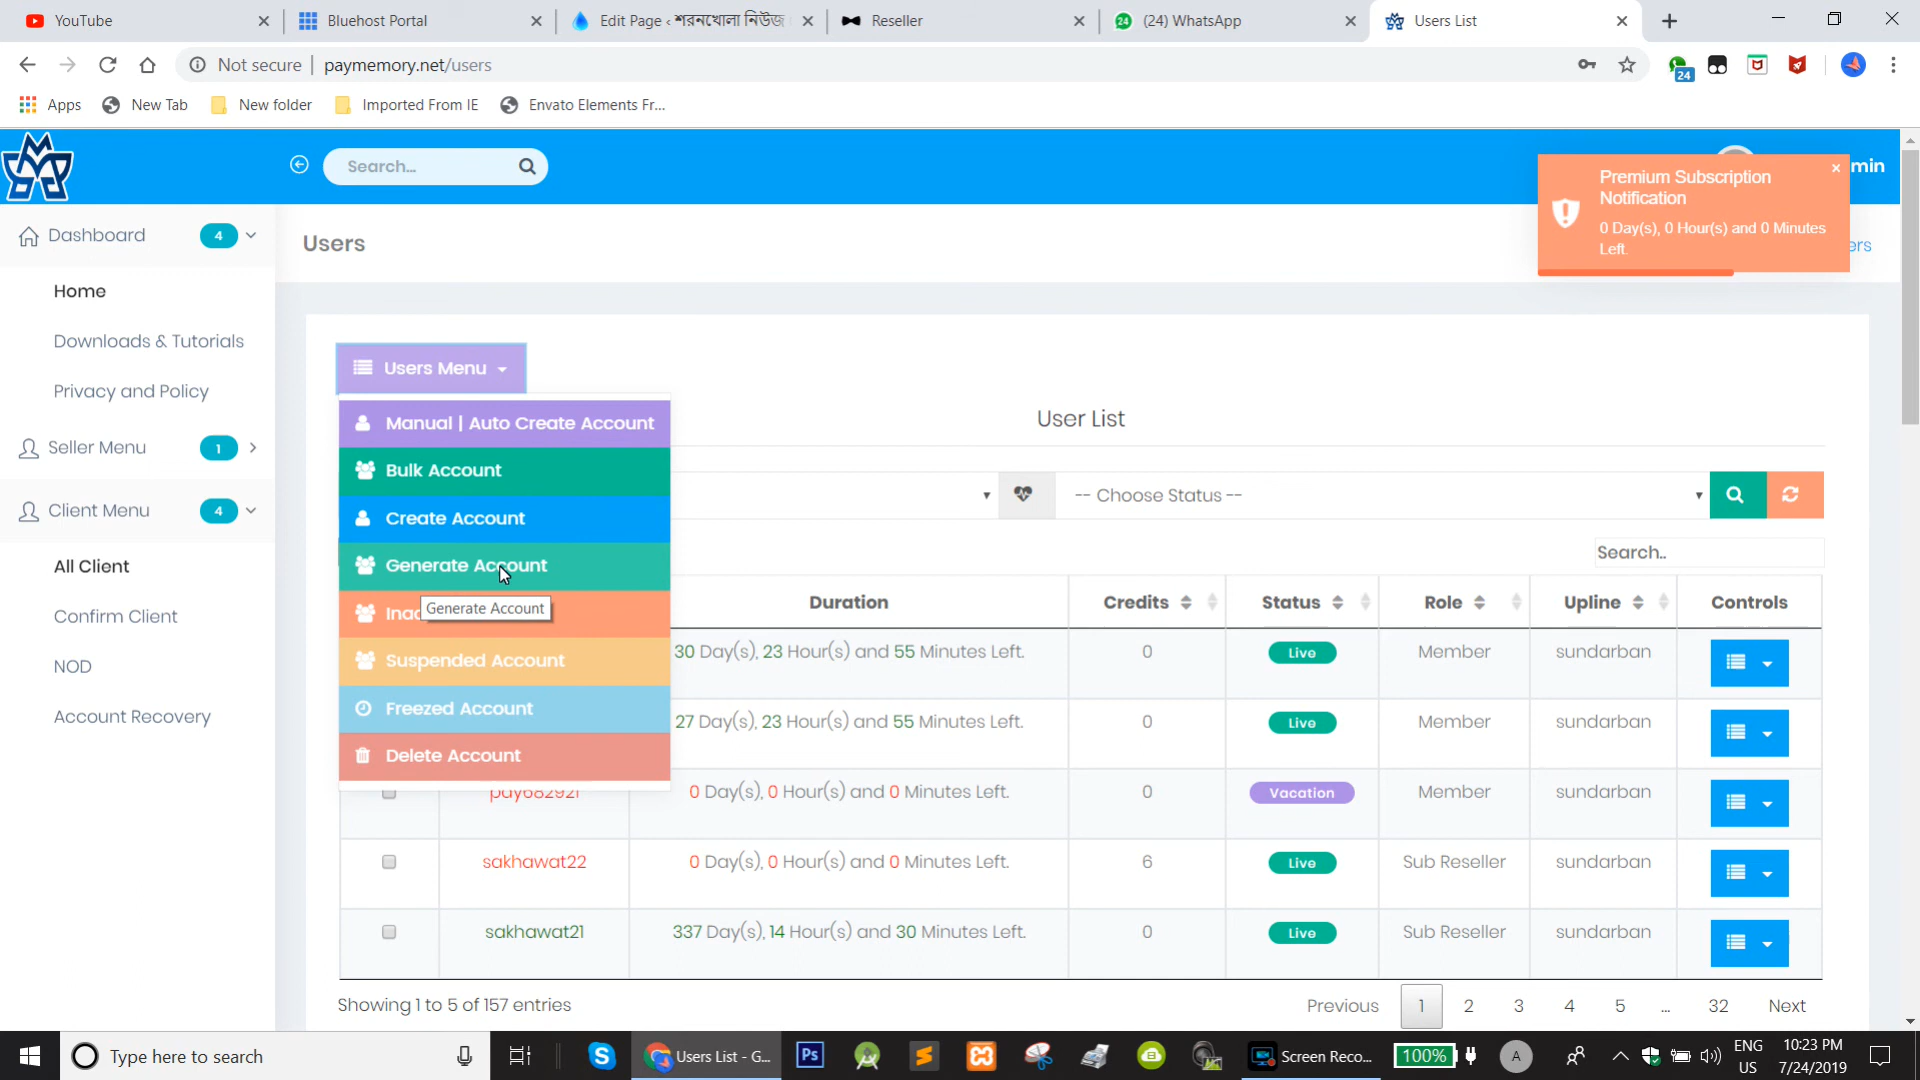 YouTube
Bluehost Portal
Edit Page ‹ শরনখোলা নিউজ
Reseller
(24) WhatsApp
Users List
Not secure | paymemory.net/users
24
Apps
New Tab
New folder
Imported From IE
Envato Elements Fr...
Search...
min
Premium Subscription
Notification
0 Day(s), 0 Hour(s) and 0 Minutes
Left.
Dashboard 4
Home
Downloads & Tutorials
Privacy and Policy
Seller Menu 1
Client Menu 4
All Client
Confirm Client
NOD
Account Recovery
Users
ers
Users Menu
Manual | Auto Create Account
Bulk Account
Create Account
Generate Account
Generate Account
Inac
Suspended Account
Freezed Account
Delete Account
User List
-- Choose Status --
Search..
Duration Credits Status Role Upline Controls
30 Day(s), 23 Hour(s) and 55 Minutes Left. 0 Live Member sundarban
27 Day(s), 23 Hour(s) and 55 Minutes Left. 0 Live Member sundarban
pay682921 0 Day(s), 0 Hour(s) and 0 Minutes Left. 0 Vacation Member sundarban
sakhawat22 0 Day(s), 0 Hour(s) and 0 Minutes Left. 6 Live Sub Reseller sundarban
sakhawat21 337 Day(s), 14 Hour(s) and 30 Minutes Left. 0 Live Sub Reseller sundarban
Showing 1 to 5 of 157 entries
Previous 1 2 3 4 5 ... 32 Next
Type here to search
Users List - G...
Ps
Screen Reco...
100%
A
ENG
US
10:23 PM
7/24/2019